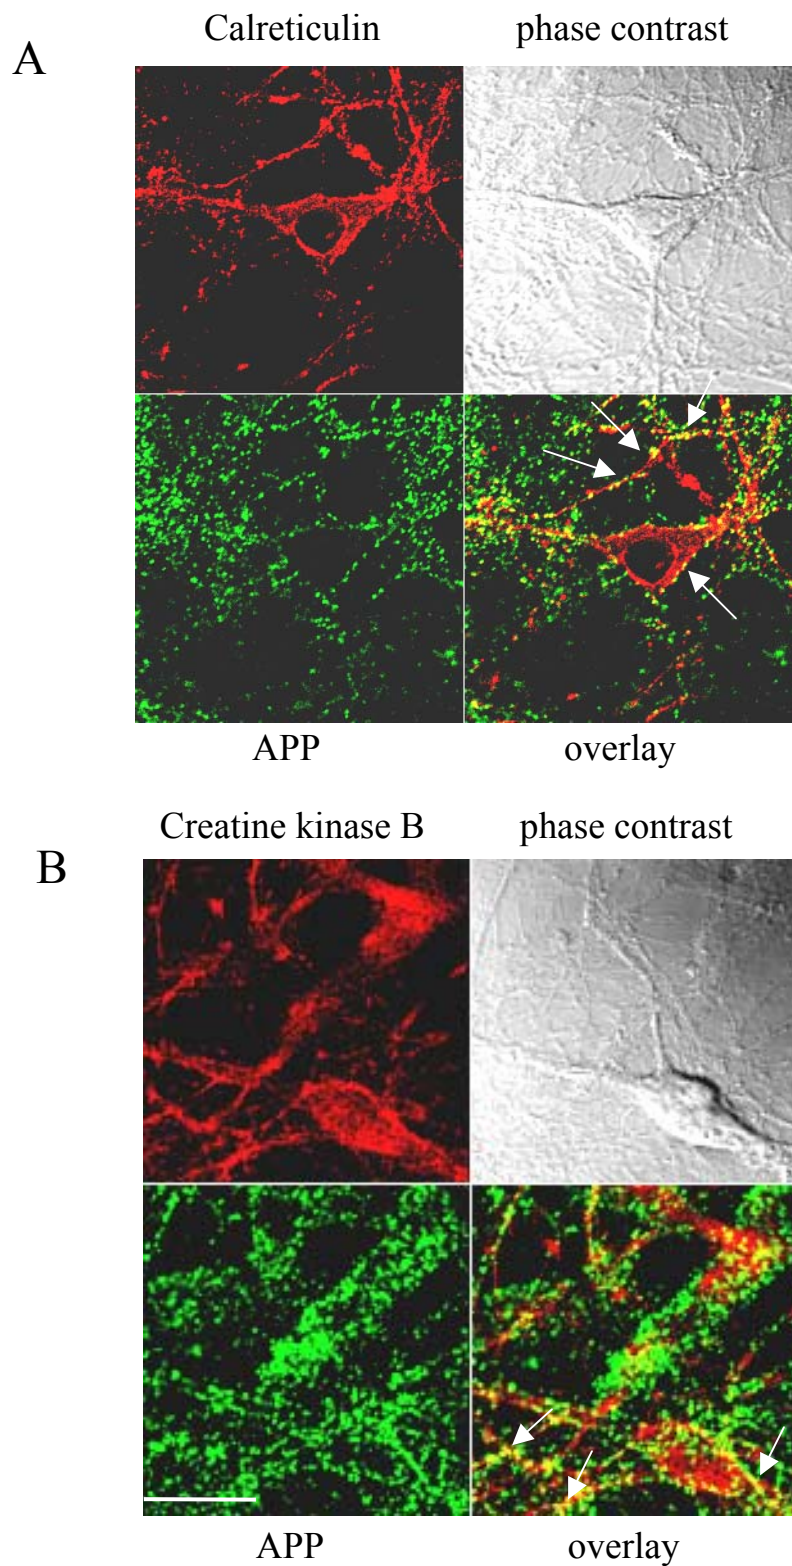 Calreticulin phase contrast
A
APP overlay
Creatine kinase B phase contrast
B
APP overlay